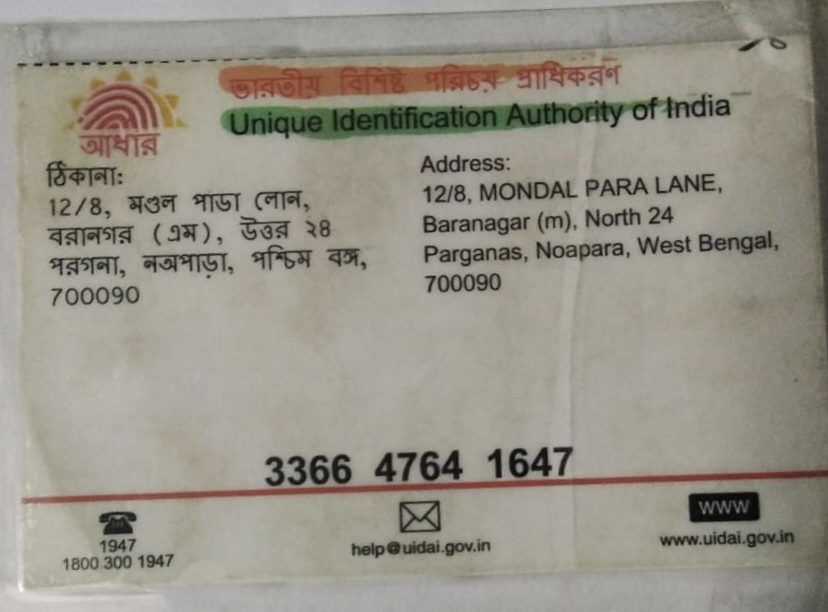 ভারতীয় বিশিষ্ট পরিচয় প্রাধিকরণ
Unique Identification Authority of India
আধার
ঠিকানা:
12/8, মণ্ডল পাডা লেন,
বরানগর (এম), উত্তর ২৪
পরগনা, নঅপাড়া, পশ্চিম বঙ্গ,
700090
Address:
12/8, MONDAL PARA LANE,
Baranagar (m), North 24
Parganas, Noapara, West Bengal,
700090
3366 4764 1647
1947
1800 300 1947
help@uidai.gov.in
www
www.uidai.gov.in